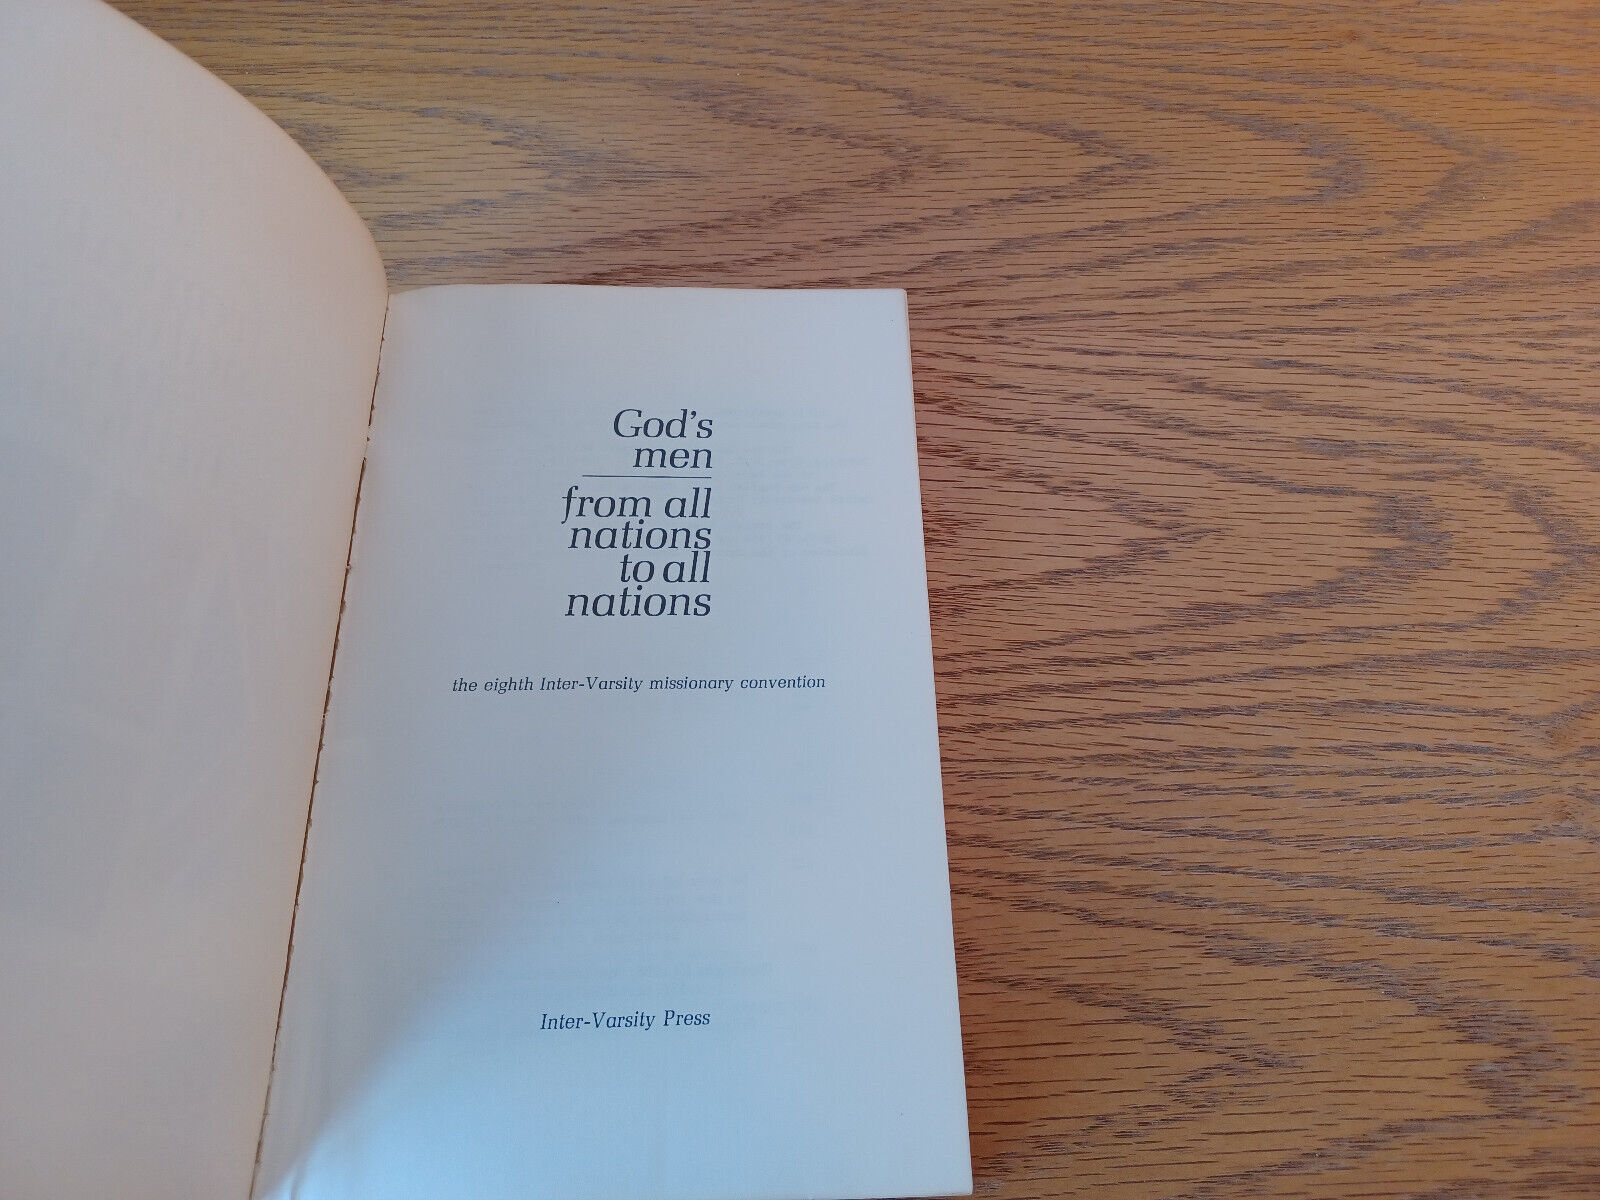 God's
men
from all
nations
to all
nations
the eighth Inter-Varsity missionary convention
Inter-Varsity Press